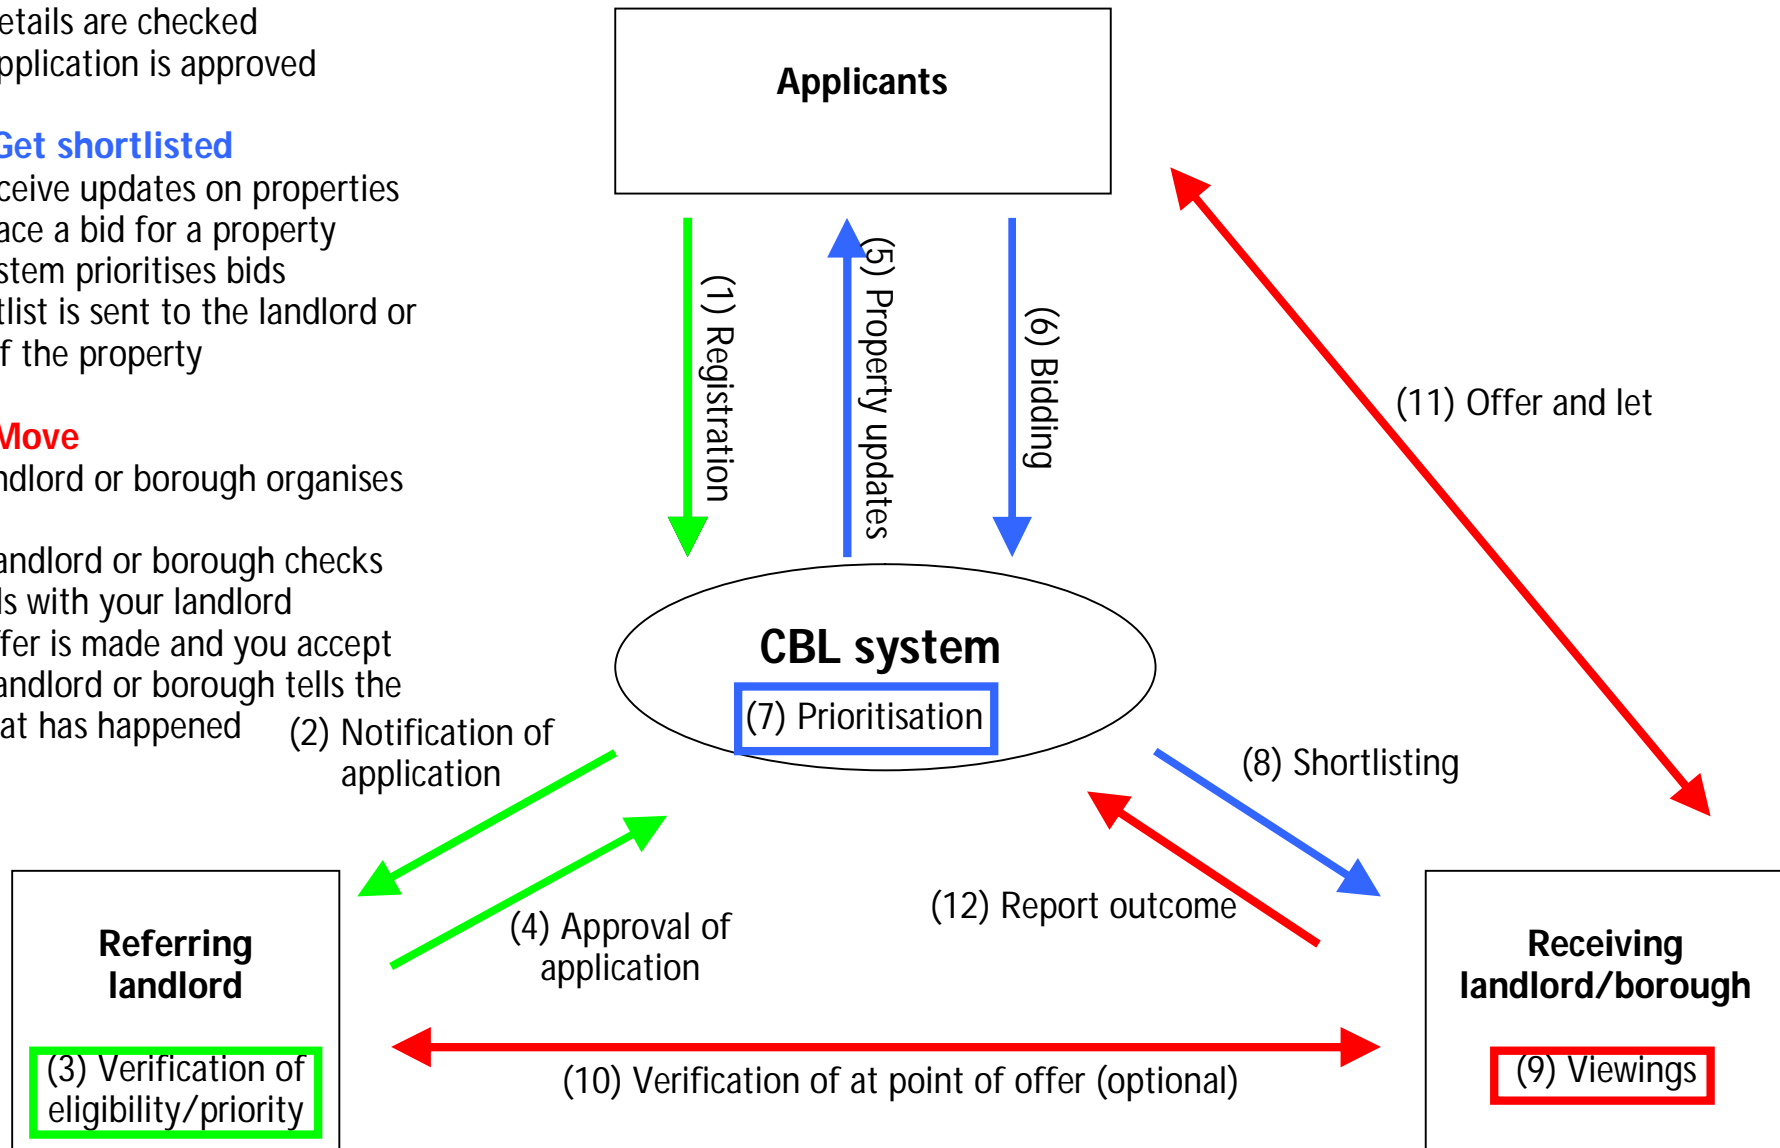 etails are checked
pplication is approved
Get shortlisted
ceive updates on properties
ace a bid for a property
stem prioritises bids
tlist is sent to the landlord or
f the property
Move
ndlord or borough organises
andlord or borough checks
ls with your landlord
ffer is made and you accept
andlord or borough tells the
at has happened
Applicants
(1) Registration
(5) Property updates
(6) Bidding
(11) Offer and let
CBL system
(7) Prioritisation
(2) Notification of
application
(8) Shortlisting
(4) Approval of
application
(12) Report outcome
Referring
landlord
(3) Verification of
eligibility/priority
(10) Verification of at point of offer (optional)
Receiving
landlord/borough
(9) Viewings